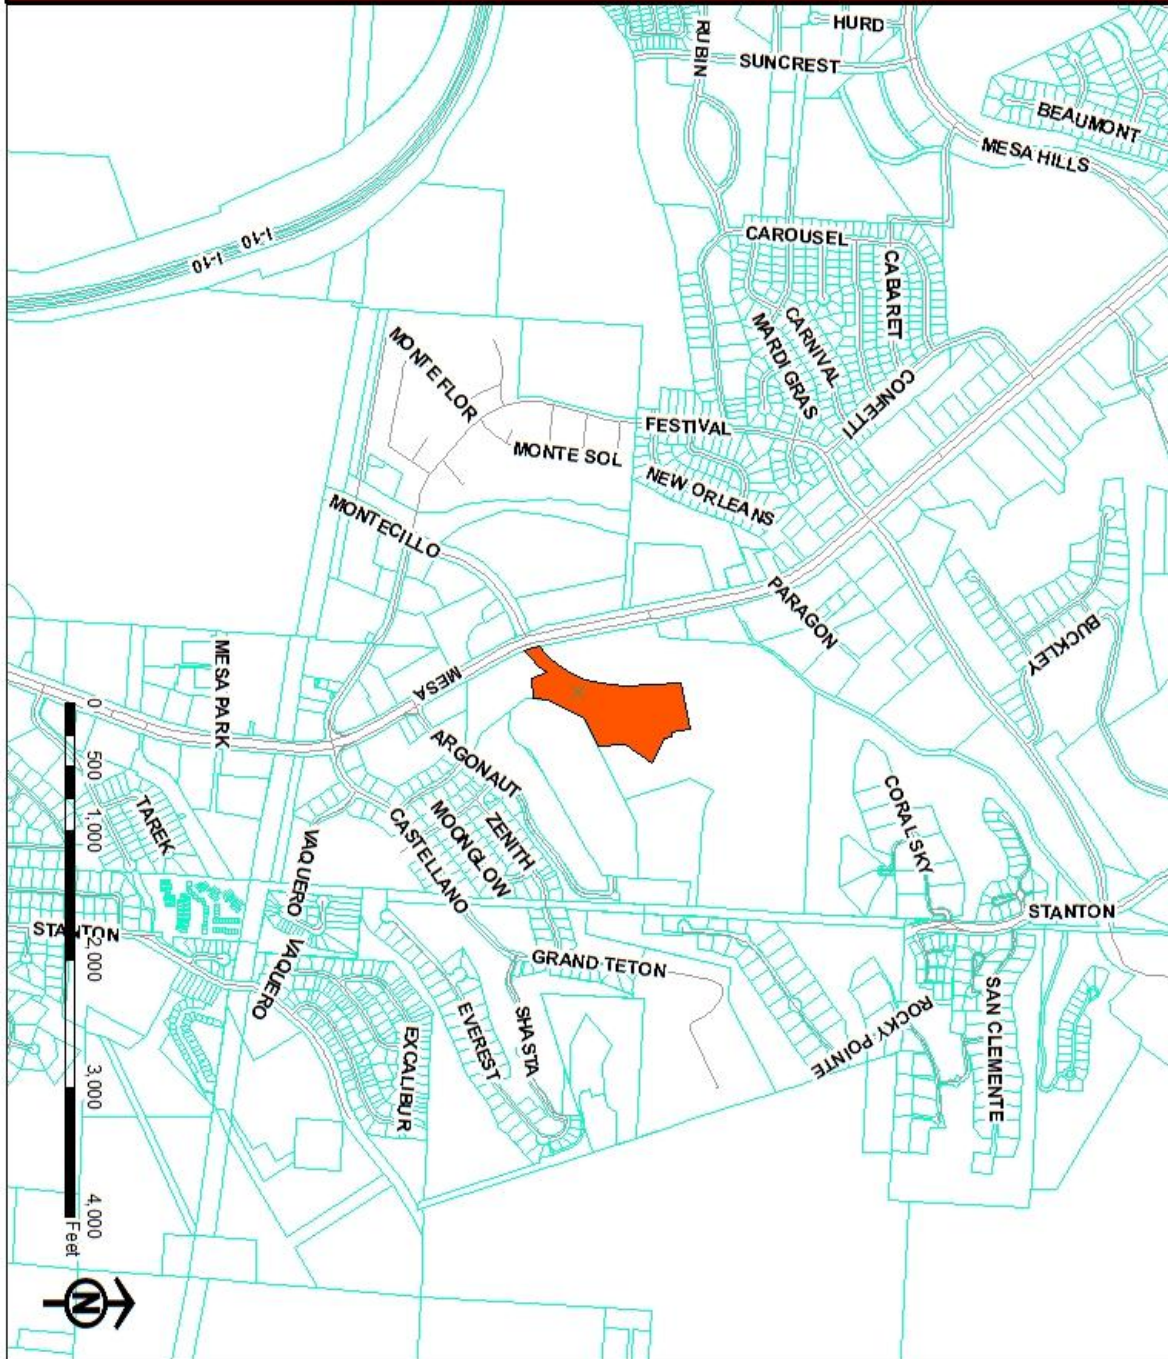 HURD
RUBIN
SUNCREST
BEAUMONT
MESA HILLS
CAROUSEL
I-10
I-10
CABARET
CARNIVAL
MARDI GRAS
MONTE FLOR
CONFETTI
FESTIVAL
MONTE SOL
NEW ORLEANS
MONTECILLO
PARAGON
BUCKLEY
MESA PARK
MESA
ARGONAUT
CORAL SKY
TAREK
CASTELLANO
MOONGLOW
ZENITH
VAQUERO
STANTON
STANTON
VAQUERO
GRAND TETON
EVEREST
SHASTA
EXCALIBUR
ROCKY POINTE
SAN CLEMENTE
0
500
1,000
2,000
3,000
4,000
Feet
N